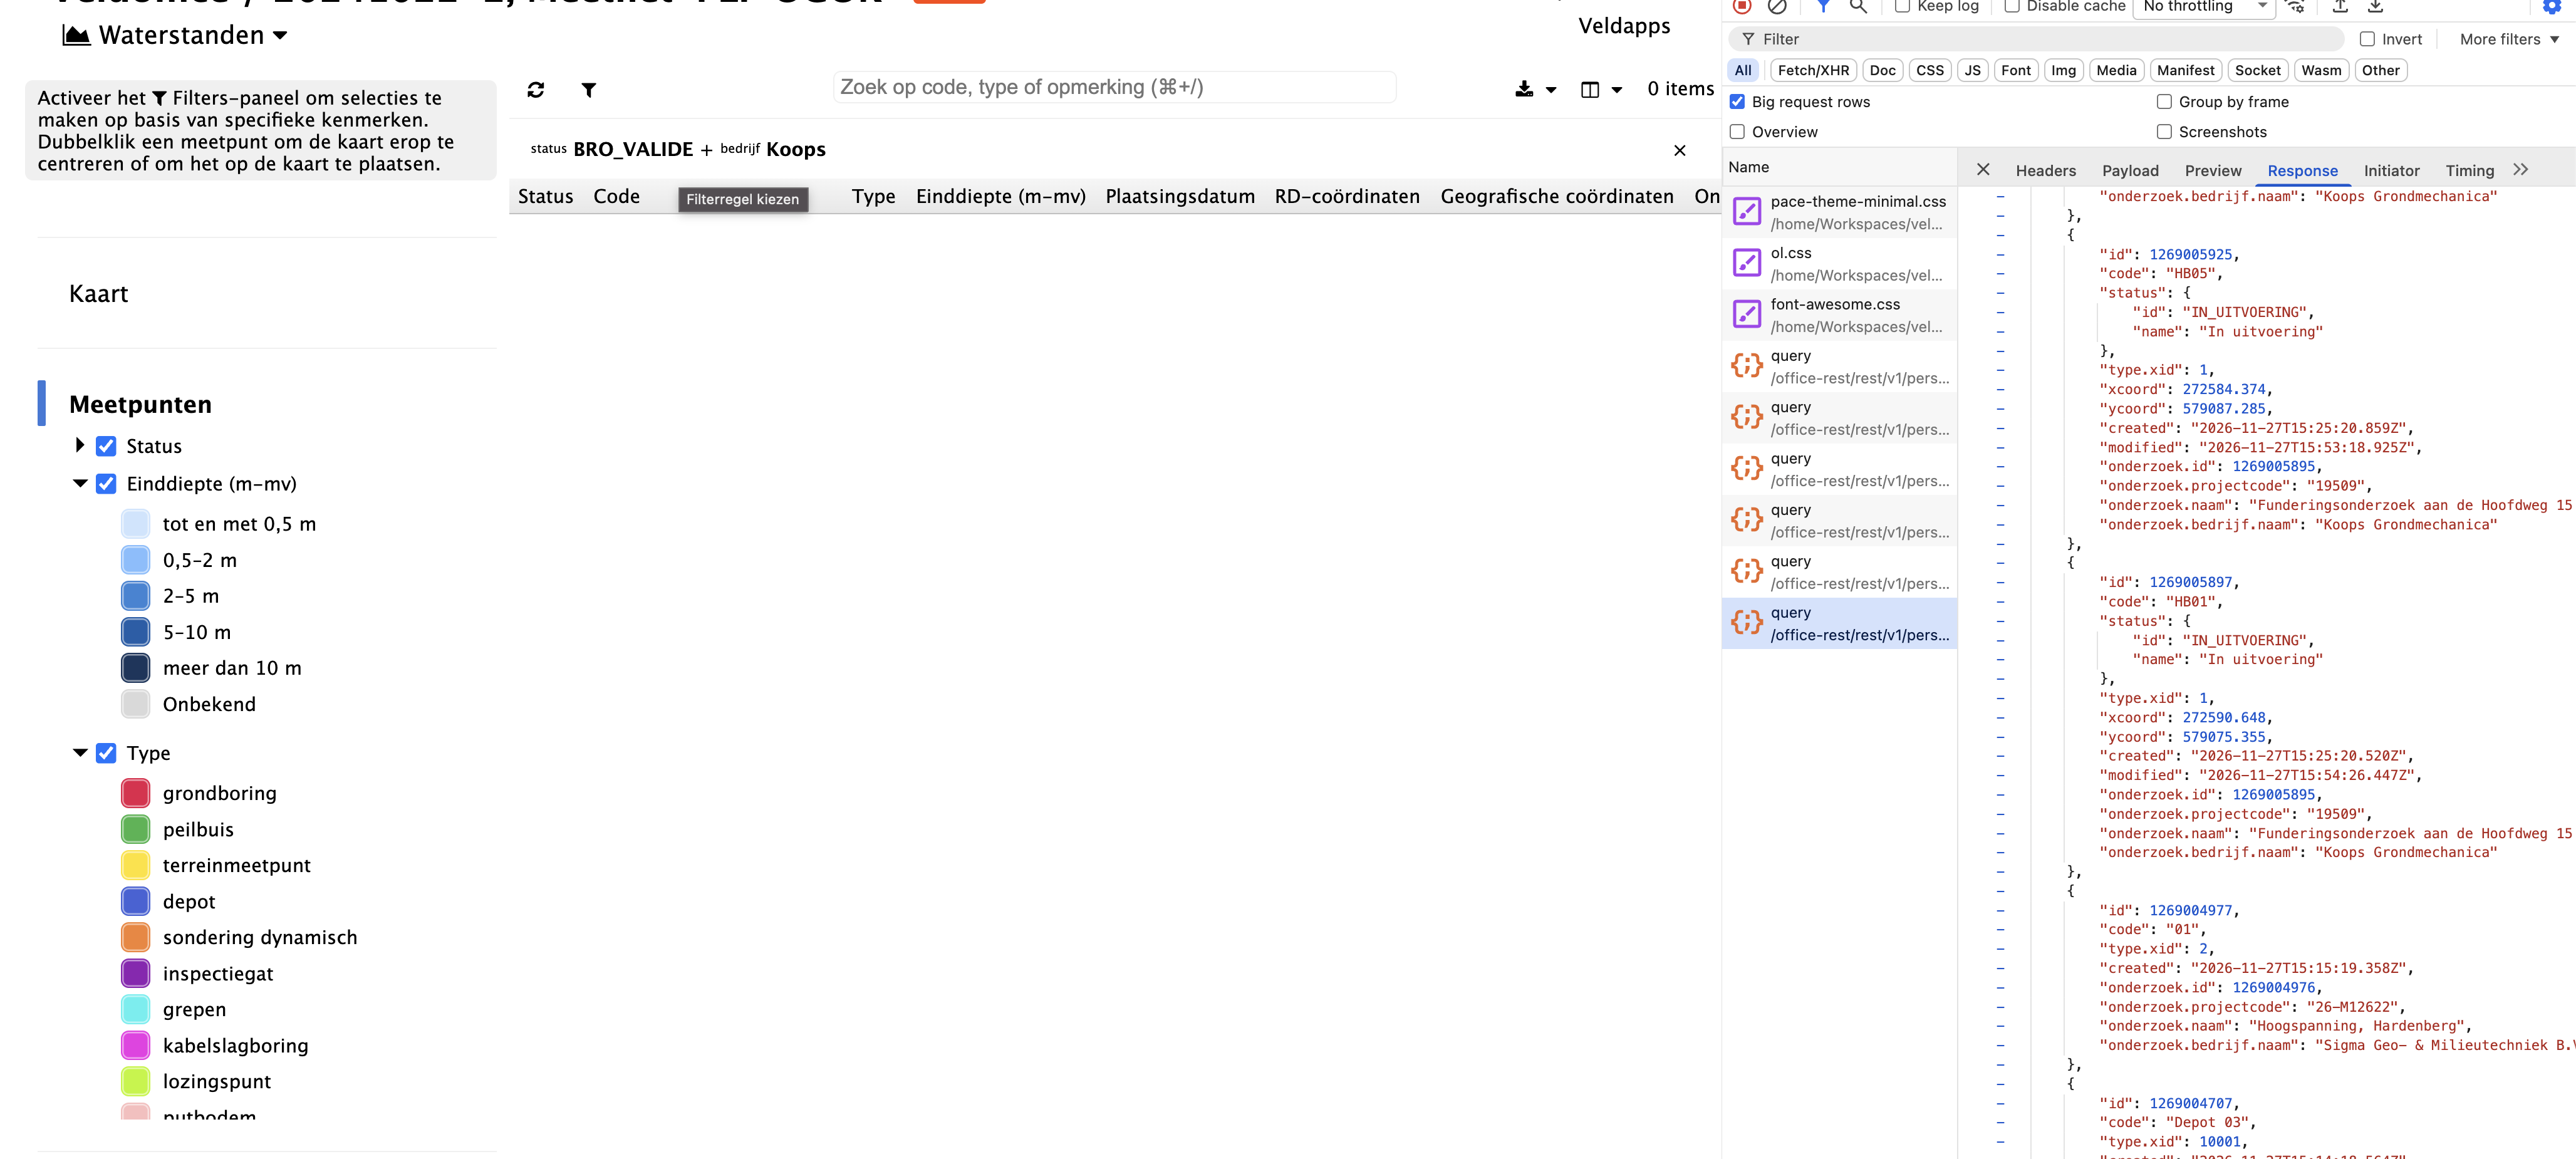 Waterstanden
Veldapps
Activeer het Filters-paneel om selecties te
maken op basis van specifieke kenmerken.
Dubbelklik een meetpunt om de kaart erop te
centreren of om het op de kaart te plaatsen.
Zoek op code, type of opmerking (⌘+/)
0 items
status BRO_VALIDE + bedrijf Koops
Status Code Type Einddiepte (m-mv) Plaatsingsdatum RD-coördinaten Geografische coördinaten On
Filterregel kiezen
Kaart
Meetpunten
Status
Einddiepte (m-mv)
tot en met 0,5 m
0,5-2 m
2-5 m
5-10 m
meer dan 10 m
Onbekend
Type
grondboring
peilbuis
terreinmeetpunt
depot
sondering dynamisch
inspectiegat
grepen
kabelslagboring
lozingspunt
putbodem
Keep log Disable cache No throttling
Filter Invert More filters
All Fetch/XHR Doc CSS JS Font Img Media Manifest Socket Wasm Other
Big request rows Group by frame
Overview Screenshots
Name
pace-theme-minimal.css
/home/Workspaces/vel...
ol.css
/home/Workspaces/vel...
font-awesome.css
/home/Workspaces/vel...
query
/office-rest/rest/v1/pers...
query
/office-rest/rest/v1/pers...
query
/office-rest/rest/v1/pers...
query
/office-rest/rest/v1/pers...
query
/office-rest/rest/v1/pers...
query
/office-rest/rest/v1/pers...
Headers Payload Preview Response Initiator Timing
"onderzoek.bedrijf.naam": "Koops Grondmechanica"
},
{
"id": 1269005925,
"code": "HB05",
"status": {
"id": "IN_UITVOERING",
"name": "In uitvoering"
},
"type.xid": 1,
"xcoord": 272584.374,
"ycoord": 579087.285,
"created": "2026-11-27T15:25:20.859Z",
"modified": "2026-11-27T15:53:18.925Z",
"onderzoek.id": 1269005895,
"onderzoek.projectcode": "19509",
"onderzoek.naam": "Funderingsonderzoek aan de Hoofdweg 15
"onderzoek.bedrijf.naam": "Koops Grondmechanica"
},
{
"id": 1269005897,
"code": "HB01",
"status": {
"id": "IN_UITVOERING",
"name": "In uitvoering"
},
"type.xid": 1,
"xcoord": 272590.648,
"ycoord": 579075.355,
"created": "2026-11-27T15:25:20.520Z",
"modified": "2026-11-27T15:54:26.447Z",
"onderzoek.id": 1269005895,
"onderzoek.projectcode": "19509",
"onderzoek.naam": "Funderingsonderzoek aan de Hoofdweg 15
"onderzoek.bedrijf.naam": "Koops Grondmechanica"
},
{
"id": 1269004977,
"code": "01",
"type.xid": 2,
"created": "2026-11-27T15:15:19.358Z",
"onderzoek.id": 1269004976,
"onderzoek.projectcode": "26-M12622",
"onderzoek.naam": "Hoogspanning, Hardenberg",
"onderzoek.bedrijf.naam": "Sigma Geo- & Milieutechniek B.V
},
{
"id": 1269004707,
"code": "Depot 03",
"type.xid": 10001,